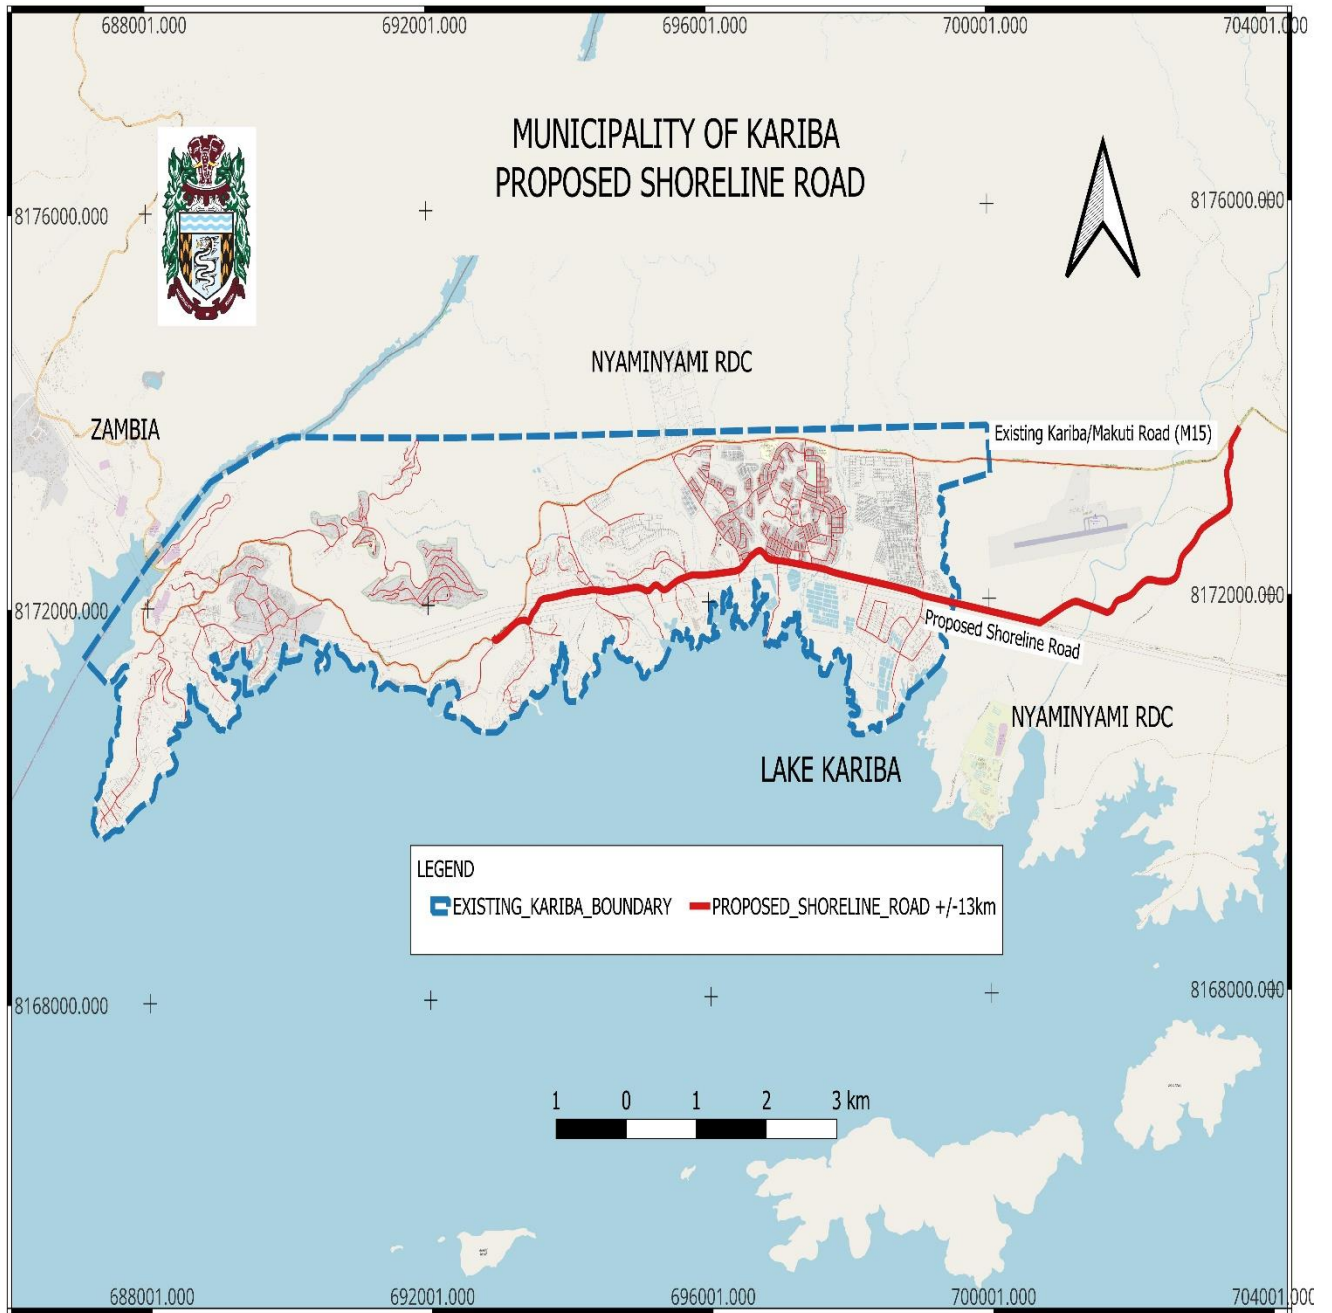 688001.000
692001.000
696001.000
700001.000
704001.000
MUNICIPALITY OF KARIBA
PROPOSED SHORELINE ROAD
8176000.000
8176000.000
NYAMINYAMI RDC
ZAMBIA
Existing Kariba/Makuti Road (M15)
8172000.000
8172000.000
Proposed Shoreline Road
NYAMINYAMI RDC
LAKE KARIBA
LEGEND
EXISTING_KARIBA_BOUNDARY
PROPOSED_SHORELINE_ROAD +/-13km
8168000.000
8168000.000
1 0 1 2 3 km
688001.000
692001.000
696001.000
700001.000
704001.000